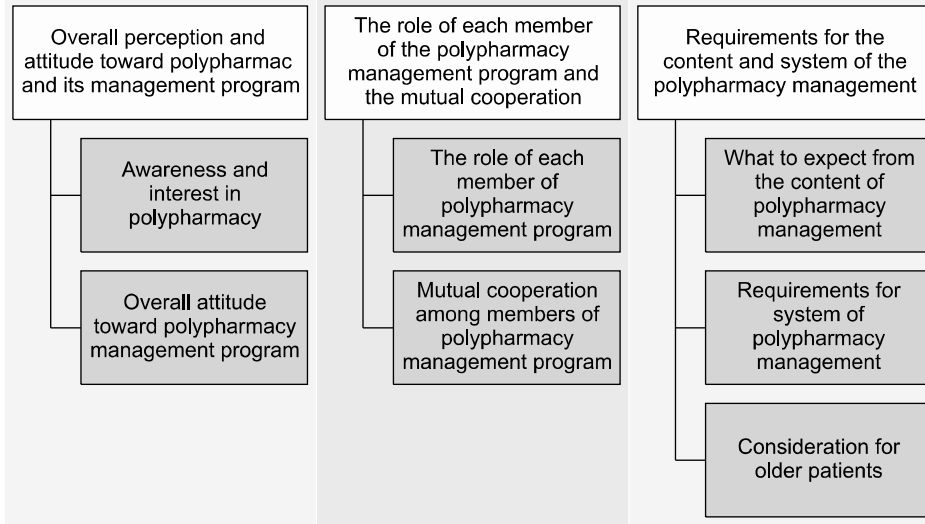 Overall perception and
attitude toward polypharmac
and its management program
Awareness and
interest in
polypharmacy
Overall attitude
toward polypharmacy
management program
The role of each member
of the polypharmacy
management program and
the mutual cooperation
The role of each
member of
polypharmacy
management program
Mutual cooperation
among members of
polypharmacy
management program
Requirements for the
content and system of the
polypharmacy management
What to expect from
the content of
polypharmacy
management
Requirements for
system of
polypharmacy
management
Consideration for
older patients